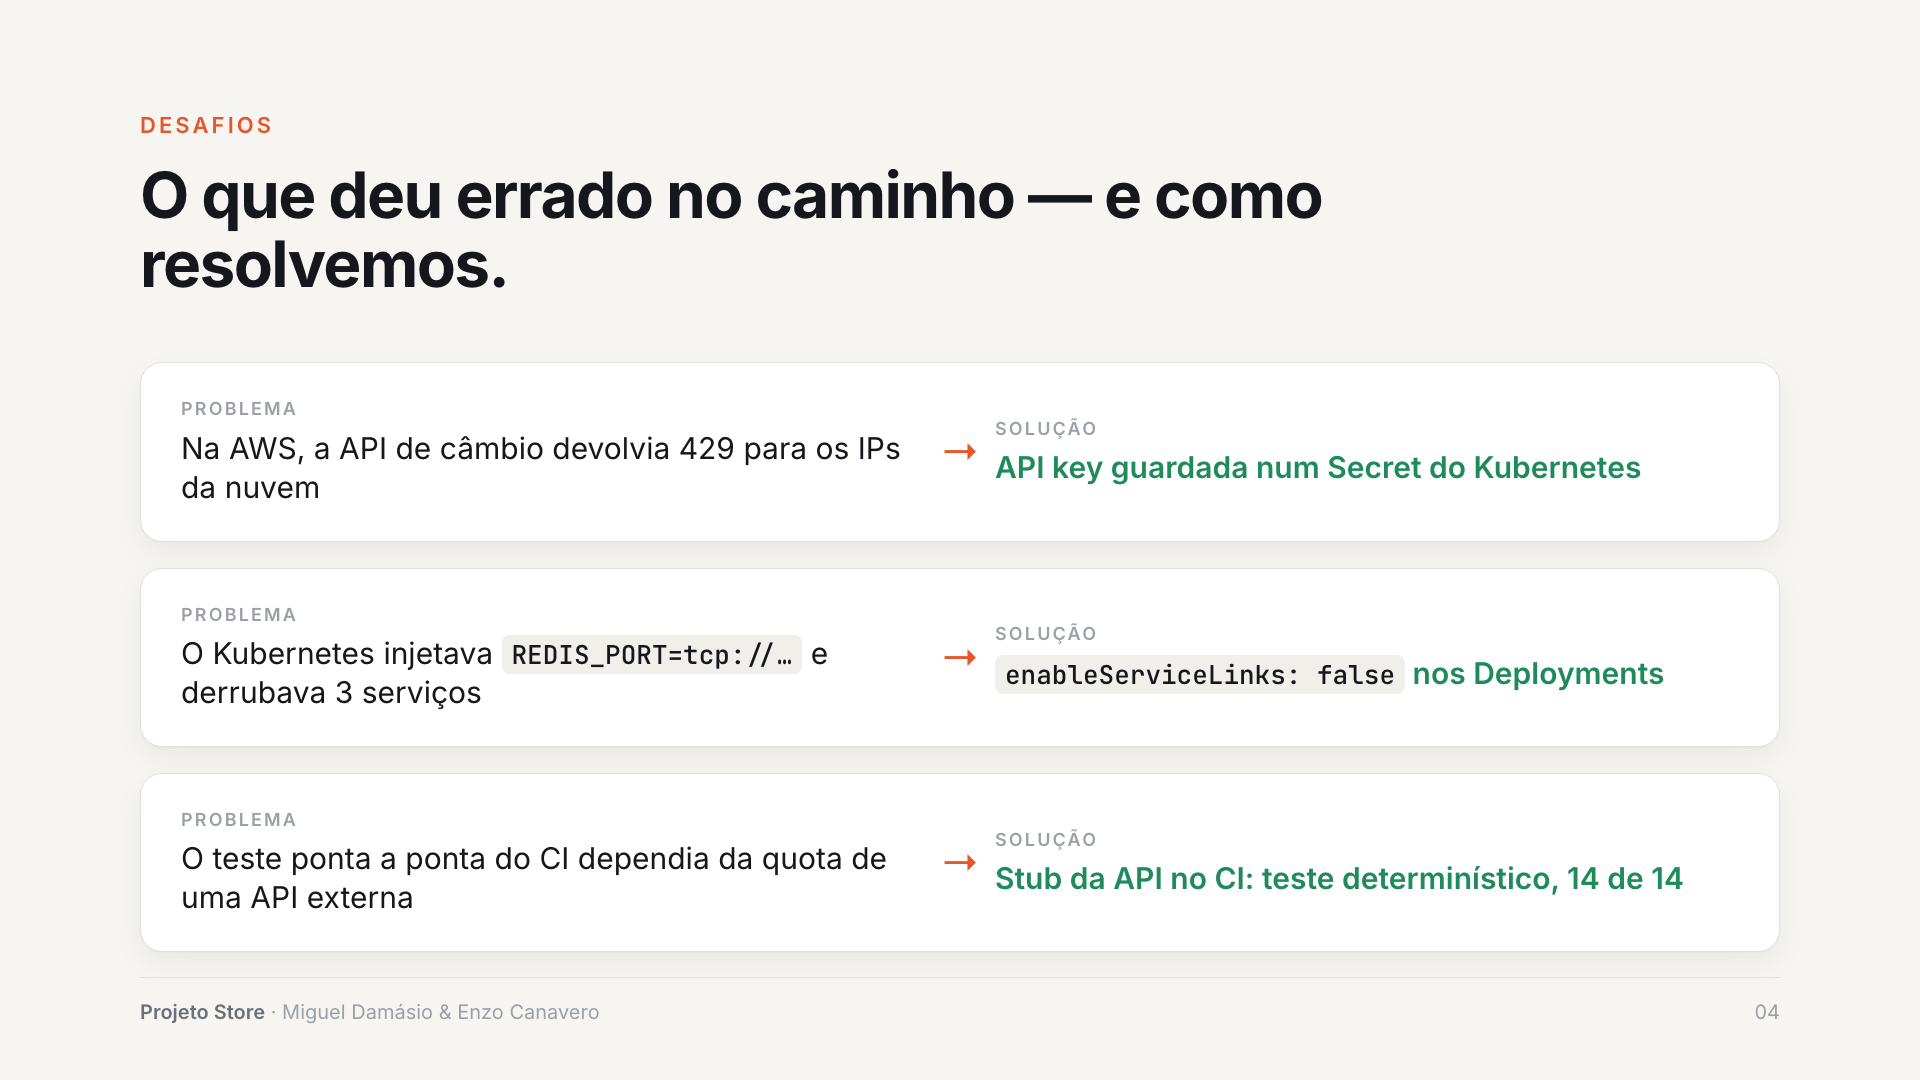 DESAFIOS
O que deu errado no caminho — e como
resolvemos.
PROBLEMA
Na AWS, a API de câmbio devolvia 429 para os IPs
da nuvem
→
SOLUÇÃO
API key guardada num Secret do Kubernetes
PROBLEMA
O Kubernetes injetava REDIS_PORT=tcp://… e
derrubava 3 serviços
→
SOLUÇÃO
enableServiceLinks: false nos Deployments
PROBLEMA
O teste ponta a ponta do CI dependia da quota de
uma API externa
→
SOLUÇÃO
Stub da API no CI: teste determinístico, 14 de 14
Projeto Store · Miguel Damásio & Enzo Canavero
04